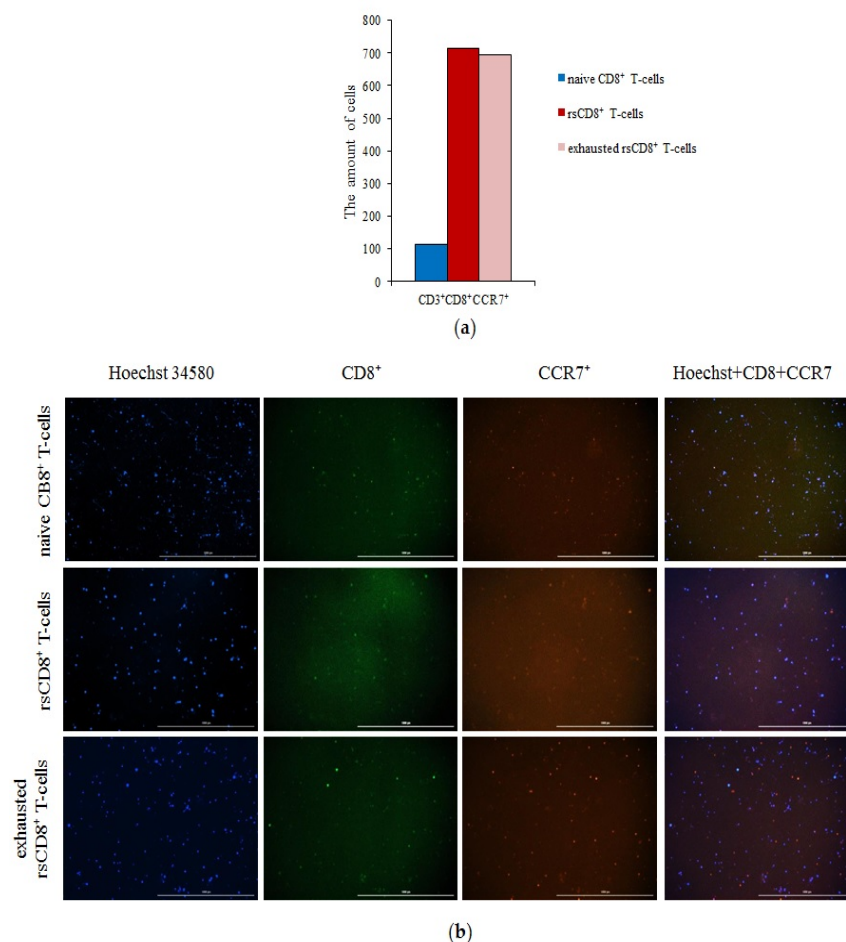 800
700
600
500
400
300
200
100
0
The amount of cells
CD3⁺CD8⁺CCR7⁺
naive CD8⁺ T-cells
rsCD8⁺ T-cells
exhausted rsCD8⁺ T-cells
(a)
Hoechst 34580 CD8⁺ CCR7⁺ Hoechst+CD8+CCR7
naive CB8⁺ T-cells
rsCD8⁺ T-cells
exhausted
rsCD8⁺ T-cells
(b)